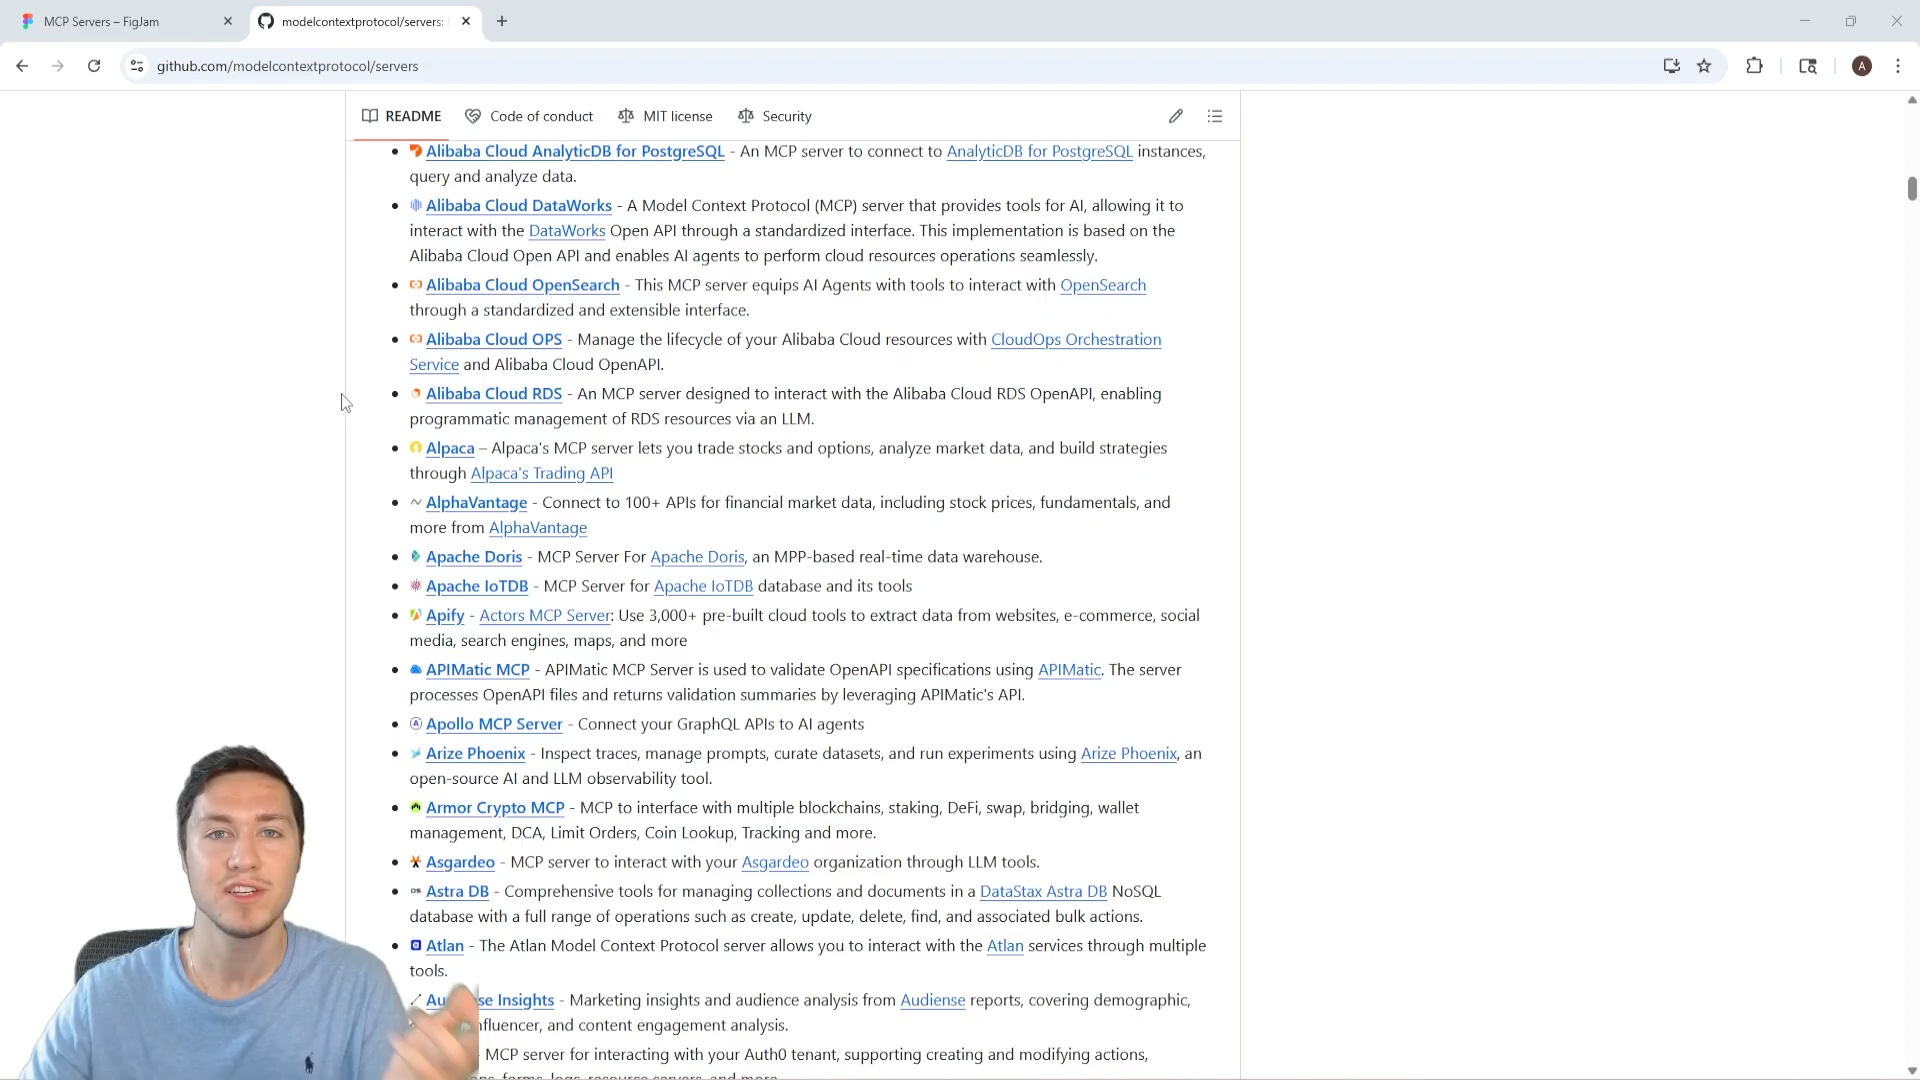 MCP Servers – FigJam
modelcontextprotocol/servers:
github.com/modelcontextprotocol/servers
A
README
Code of conduct
MIT license
Security
Alibaba Cloud AnalyticDB for PostgreSQL - An MCP server to connect to AnalyticDB for PostgreSQL instances,
query and analyze data.
Alibaba Cloud DataWorks - A Model Context Protocol (MCP) server that provides tools for AI, allowing it to
interact with the DataWorks Open API through a standardized interface. This implementation is based on the
Alibaba Cloud Open API and enables AI agents to perform cloud resources operations seamlessly.
Alibaba Cloud OpenSearch - This MCP server equips AI Agents with tools to interact with OpenSearch
through a standardized and extensible interface.
Alibaba Cloud OPS - Manage the lifecycle of your Alibaba Cloud resources with CloudOps Orchestration
Service and Alibaba Cloud OpenAPI.
Alibaba Cloud RDS - An MCP server designed to interact with the Alibaba Cloud RDS OpenAPI, enabling
programmatic management of RDS resources via an LLM.
Alpaca – Alpaca's MCP server lets you trade stocks and options, analyze market data, and build strategies
through Alpaca's Trading API
AlphaVantage - Connect to 100+ APIs for financial market data, including stock prices, fundamentals, and
more from AlphaVantage
Apache Doris - MCP Server For Apache Doris, an MPP-based real-time data warehouse.
Apache IoTDB - MCP Server for Apache IoTDB database and its tools
Apify - Actors MCP Server: Use 3,000+ pre-built cloud tools to extract data from websites, e-commerce, social
media, search engines, maps, and more
APIMatic MCP - APIMatic MCP Server is used to validate OpenAPI specifications using APIMatic. The server
processes OpenAPI files and returns validation summaries by leveraging APIMatic's API.
Apollo MCP Server - Connect your GraphQL APIs to AI agents
Arize Phoenix - Inspect traces, manage prompts, curate datasets, and run experiments using Arize Phoenix, an
open-source AI and LLM observability tool.
Armor Crypto MCP - MCP to interface with multiple blockchains, staking, DeFi, swap, bridging, wallet
management, DCA, Limit Orders, Coin Lookup, Tracking and more.
Asgardeo - MCP server to interact with your Asgardeo organization through LLM tools.
Astra DB - Comprehensive tools for managing collections and documents in a DataStax Astra DB NoSQL
database with a full range of operations such as create, update, delete, find, and associated bulk actions.
Atlan - The Atlan Model Context Protocol server allows you to interact with the Atlan services through multiple
tools.
Insights - Marketing insights and audience analysis from Audiense reports, covering demographic,
and content engagement analysis.
- MCP server for interacting with your Auth0 tenant, supporting creating and modifying actions,